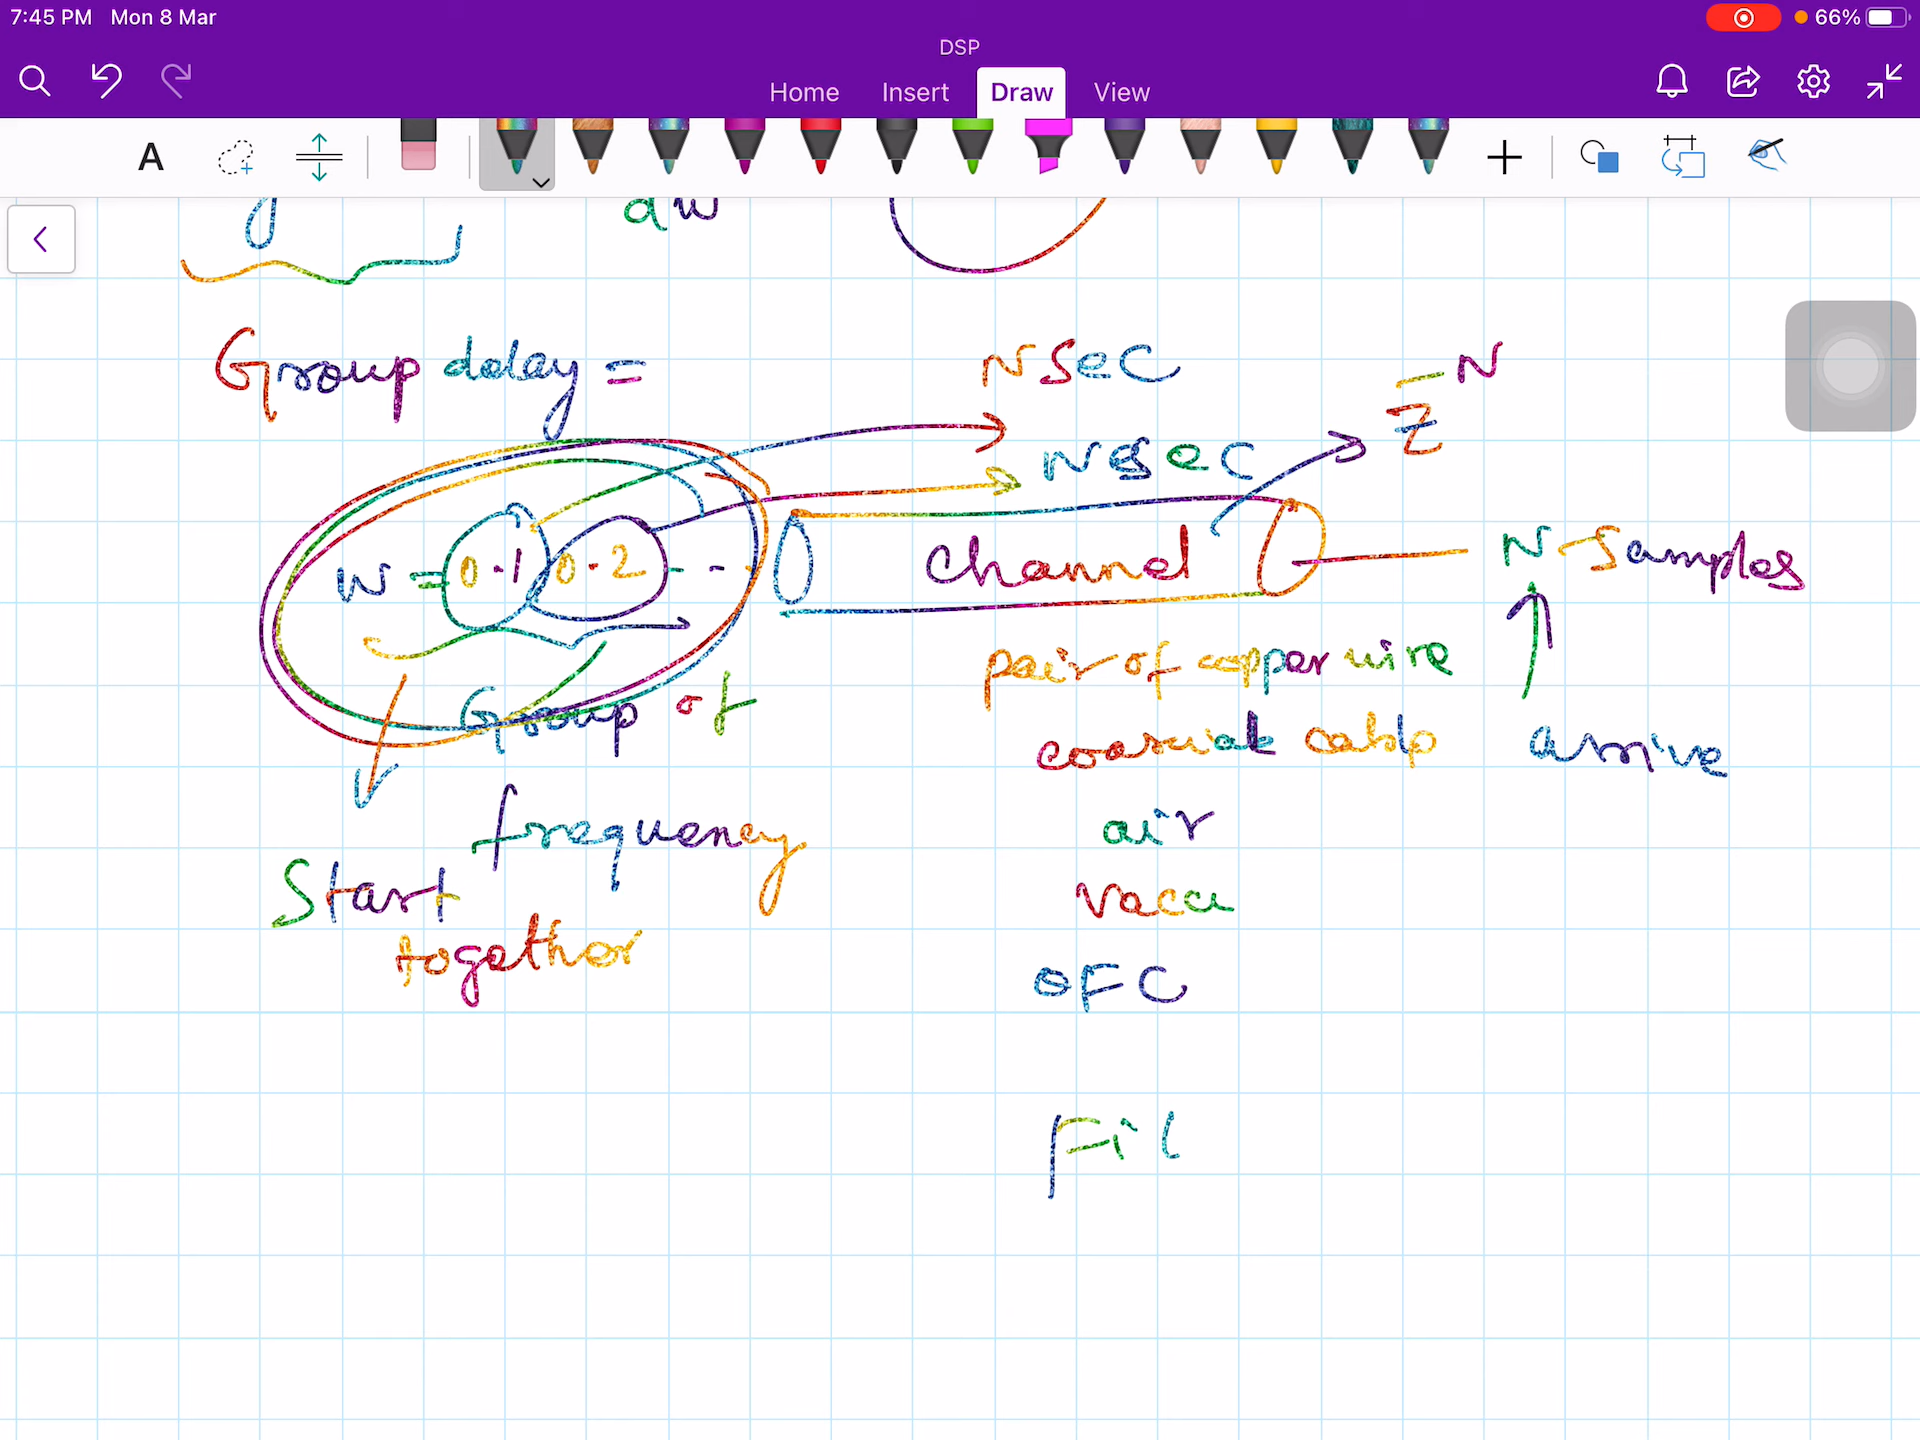 7:45 PM Mon 8 Mar 66%
DSP
Home Insert Draw View
A
dw
Group delay = N Sec
N Sec
z^-N
w = 0.1 0.2 - - -
Channel
N-Samples
arrive
Group of
frequency
Start
together
pair of copper wire
coaxial cable
air
Vacu
OFC
Fil